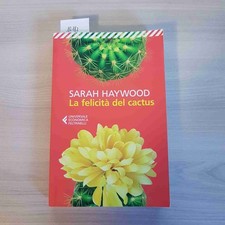 SARAH HAYWOOD
La felicità del cactus
UNIVERSALE
ECONOMICA
FELTRINELLI